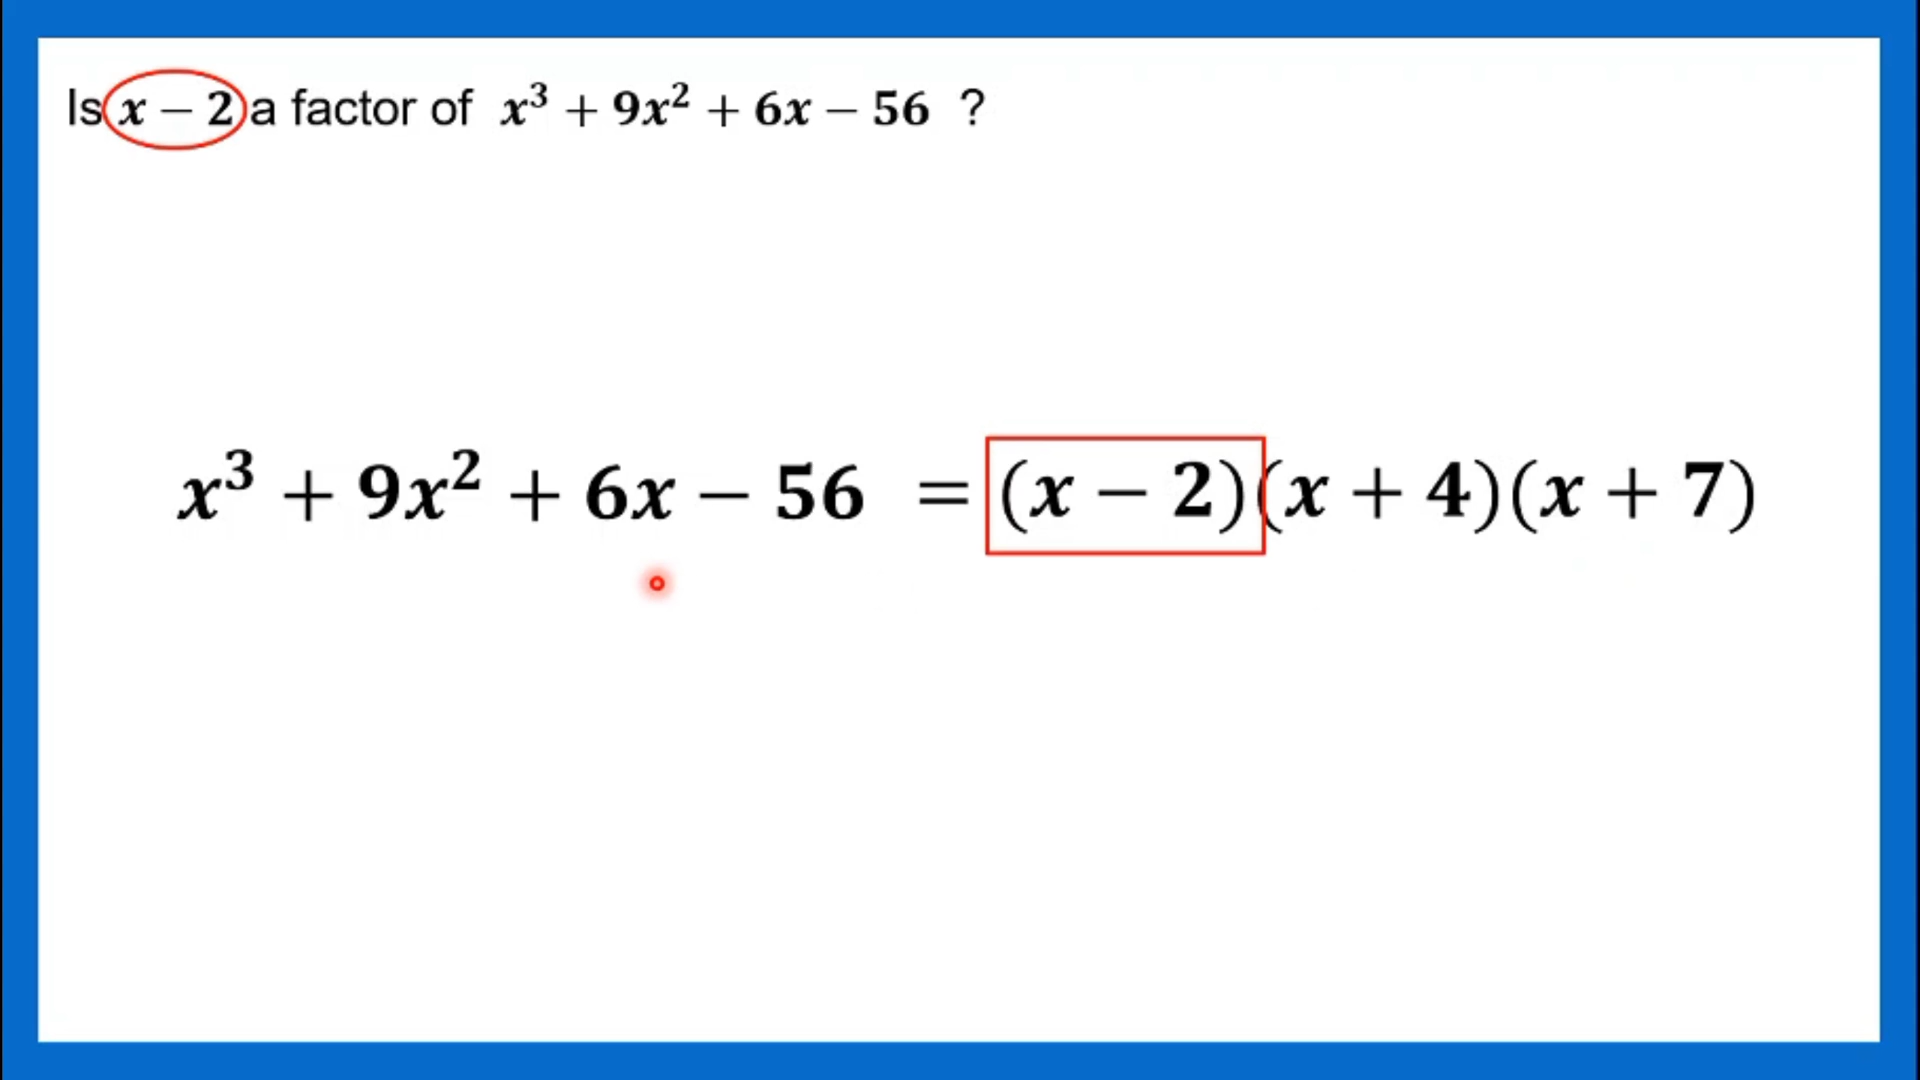 Is x − 2 a factor of x³ + 9x² + 6x − 56 ?
x³ + 9x² + 6x − 56 = (x − 2)(x + 4)(x + 7)